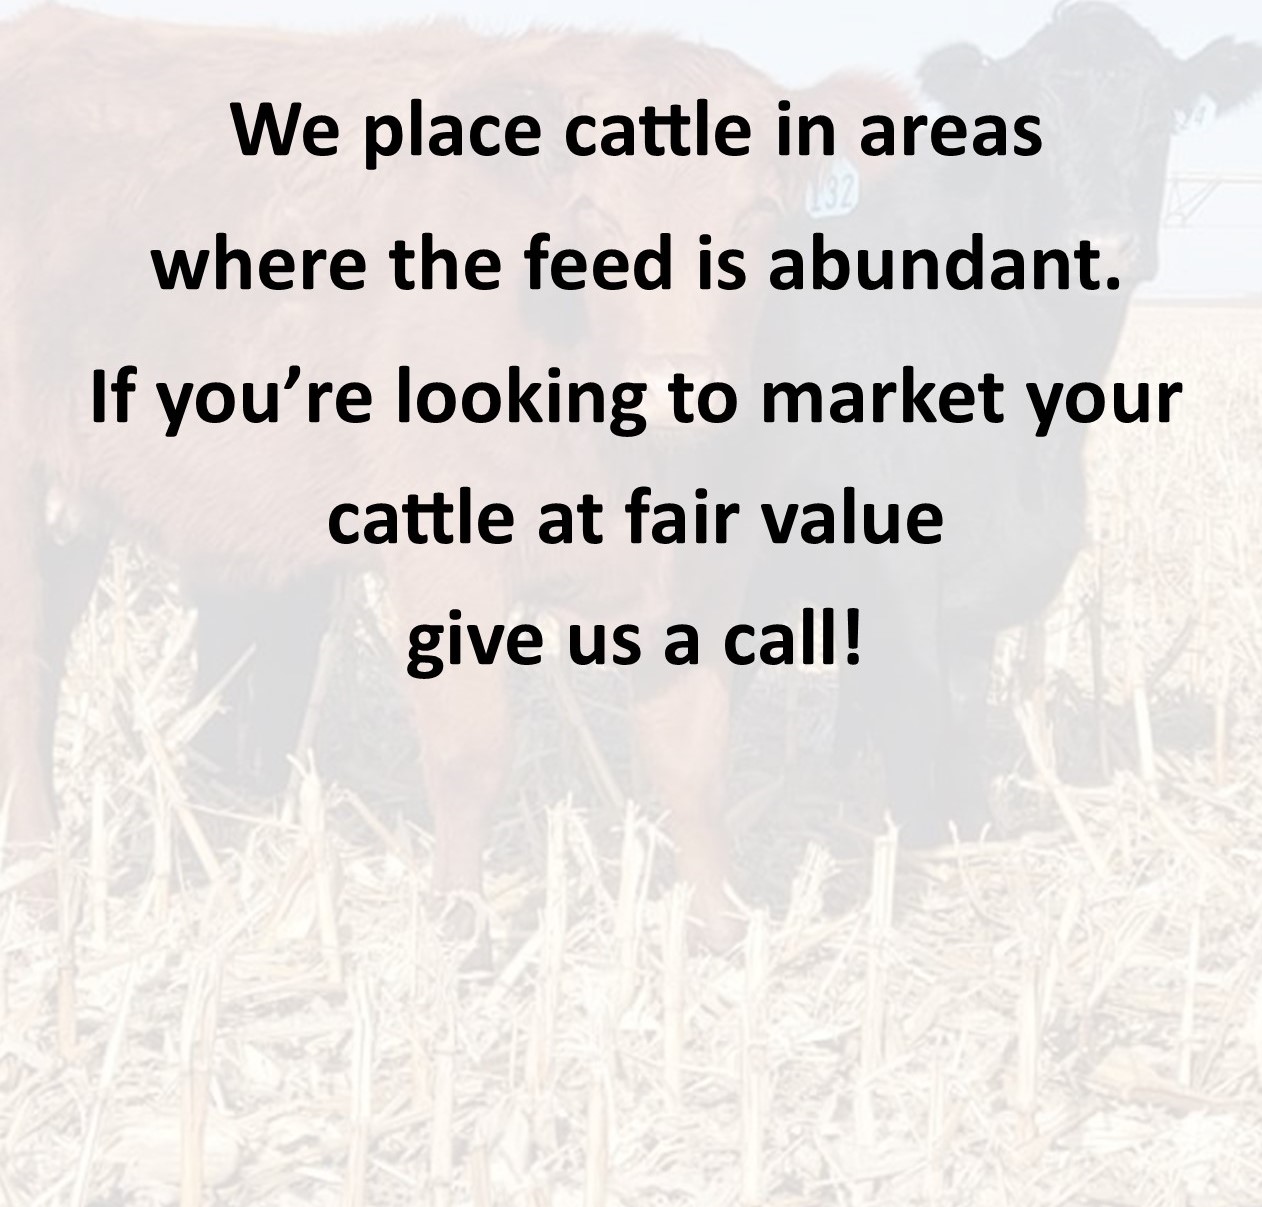 We place cattle in areas
where the feed is abundant.
If you’re looking to market your
cattle at fair value
give us a call!
132